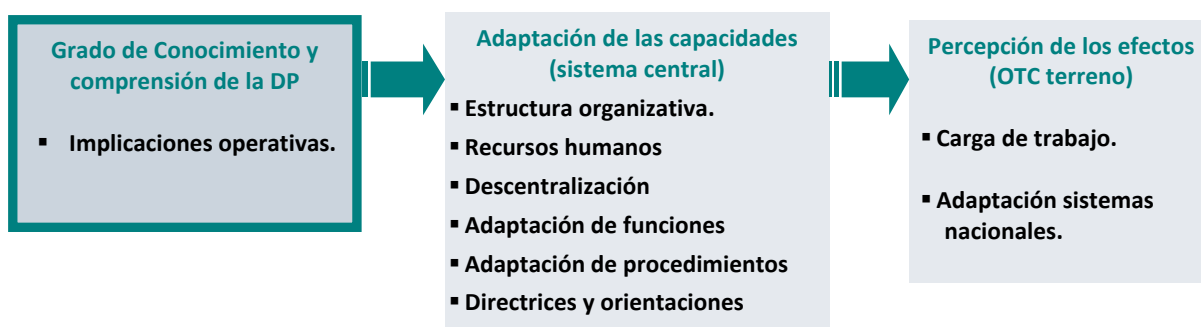 Grado de Conocimiento y
comprensión de la DP
▪ Implicaciones operativas.
Adaptación de las capacidades
(sistema central)
▪ Estructura organizativa.
▪ Recursos humanos
▪ Descentralización
▪ Adaptación de funciones
▪ Adaptación de procedimientos
▪ Directrices y orientaciones
Percepción de los efectos
(OTC terreno)
▪ Carga de trabajo.
▪ Adaptación sistemas
nacionales.